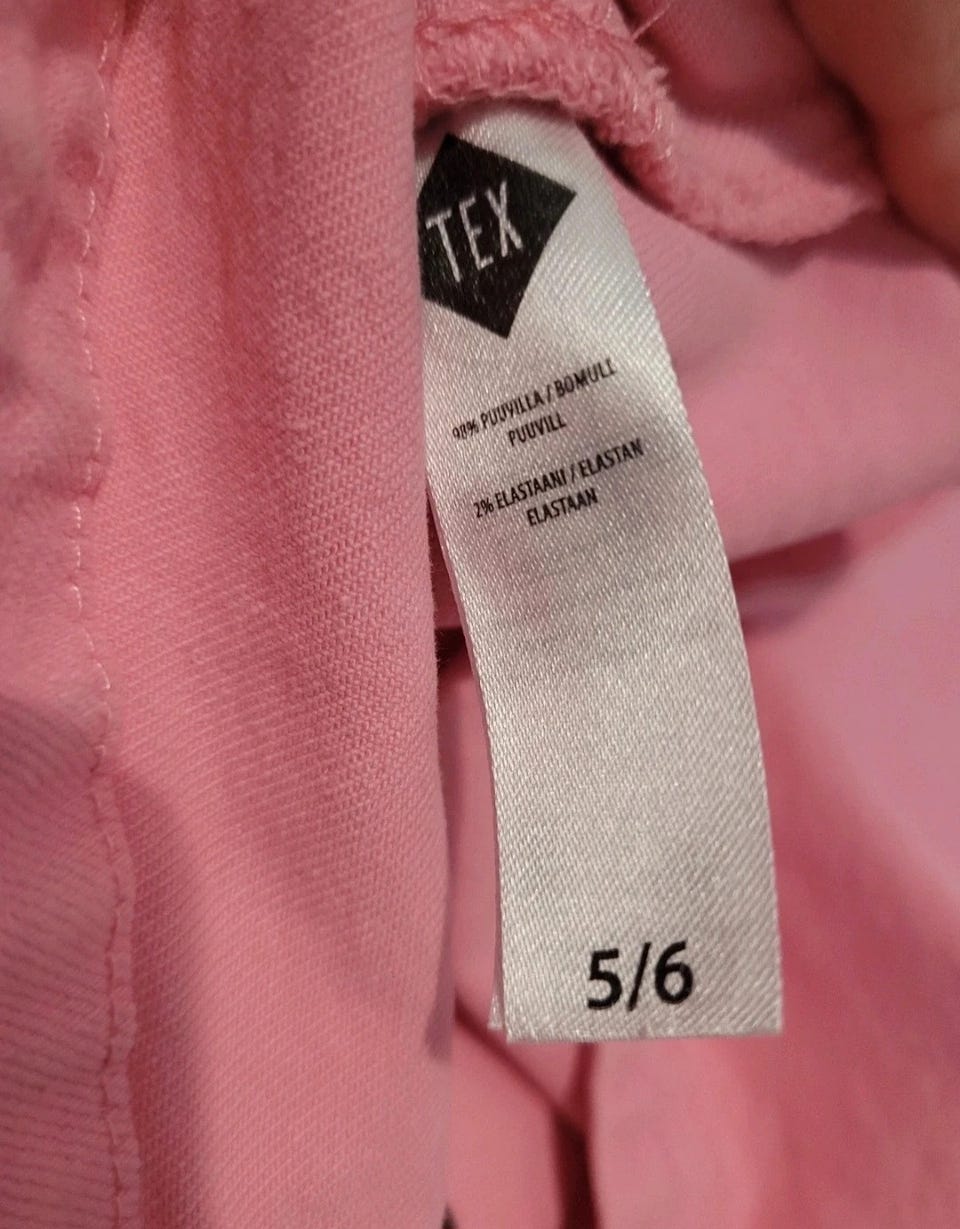 TEX
98% PUUVILLA / BOMULL
PUUVILL
2% ELASTAANI / ELASTAN
ELASTAAN
5/6